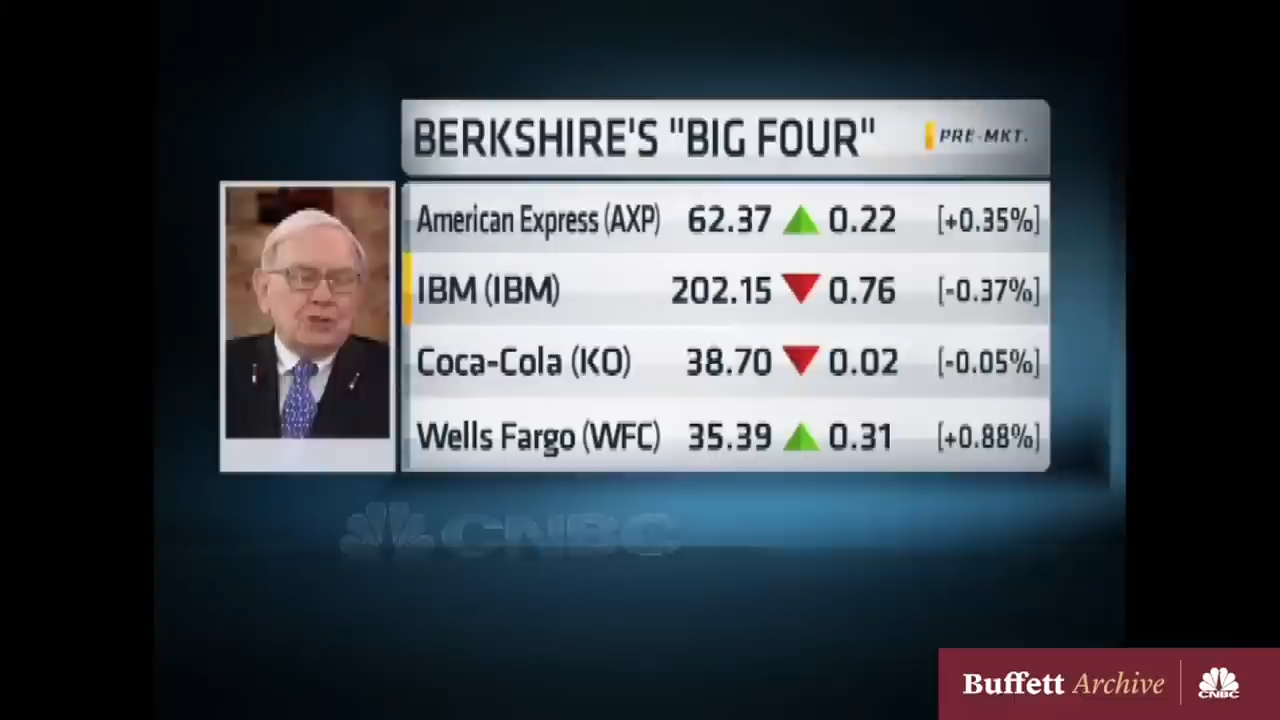 BERKSHIRE'S "BIG FOUR" PRE-MKT.
American Express (AXP) 62.37 ▲ 0.22 [+0.35%]
IBM (IBM) 202.15 ▼ 0.76 [-0.37%]
Coca-Cola (KO) 38.70 ▼ 0.02 [-0.05%]
Wells Fargo (WFC) 35.39 ▲ 0.31 [+0.88%]
CNBC
Buffett Archive CNBC